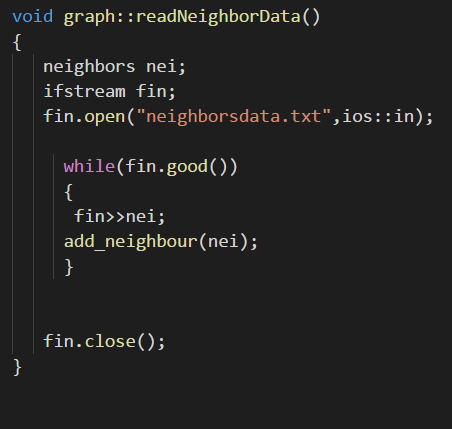 void graph::readNeighborData()
{
neighbors nei;
ifstream fin;
fin.open("neighborsdata.txt",ios::in);
while(fin.good())
{
fin>>nei;
add_neighbour(nei);
}
fin.close();
}